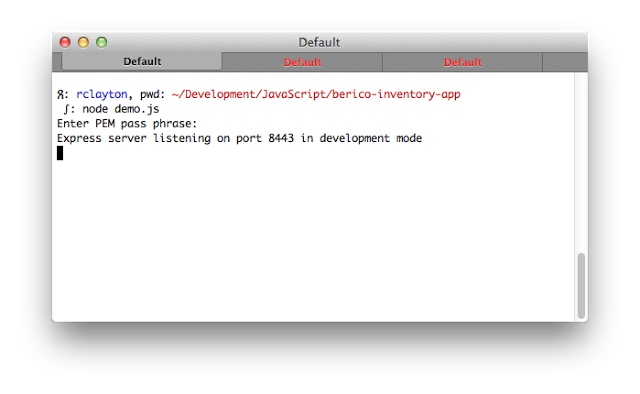 Default
Default Default Default
ጸ: rclayton, pwd: ~/Development/JavaScript/berico-inventory-app
∫: node demo.js
Enter PEM pass phrase:
Express server listening on port 8443 in development mode